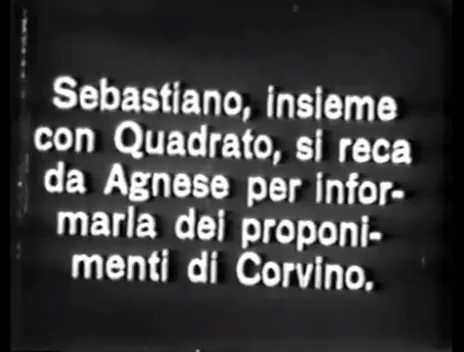 Sebastiano, insieme
con Quadrato, si reca
da Agnese per infor-
marla dei proponi-
menti di Corvino.